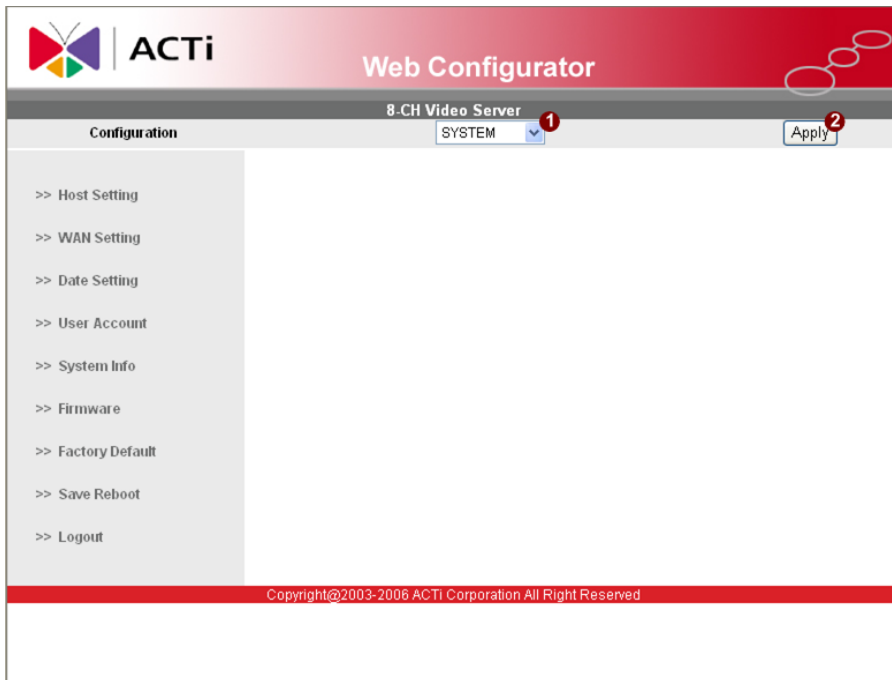 ACTi
Web Configurator
8-CH Video Server
Configuration SYSTEM 1 Apply 2
>> Host Setting
>> WAN Setting
>> Date Setting
>> User Account
>> System Info
>> Firmware
>> Factory Default
>> Save Reboot
>> Logout
Copyright@2003-2006 ACTi Corporation All Right Reserved